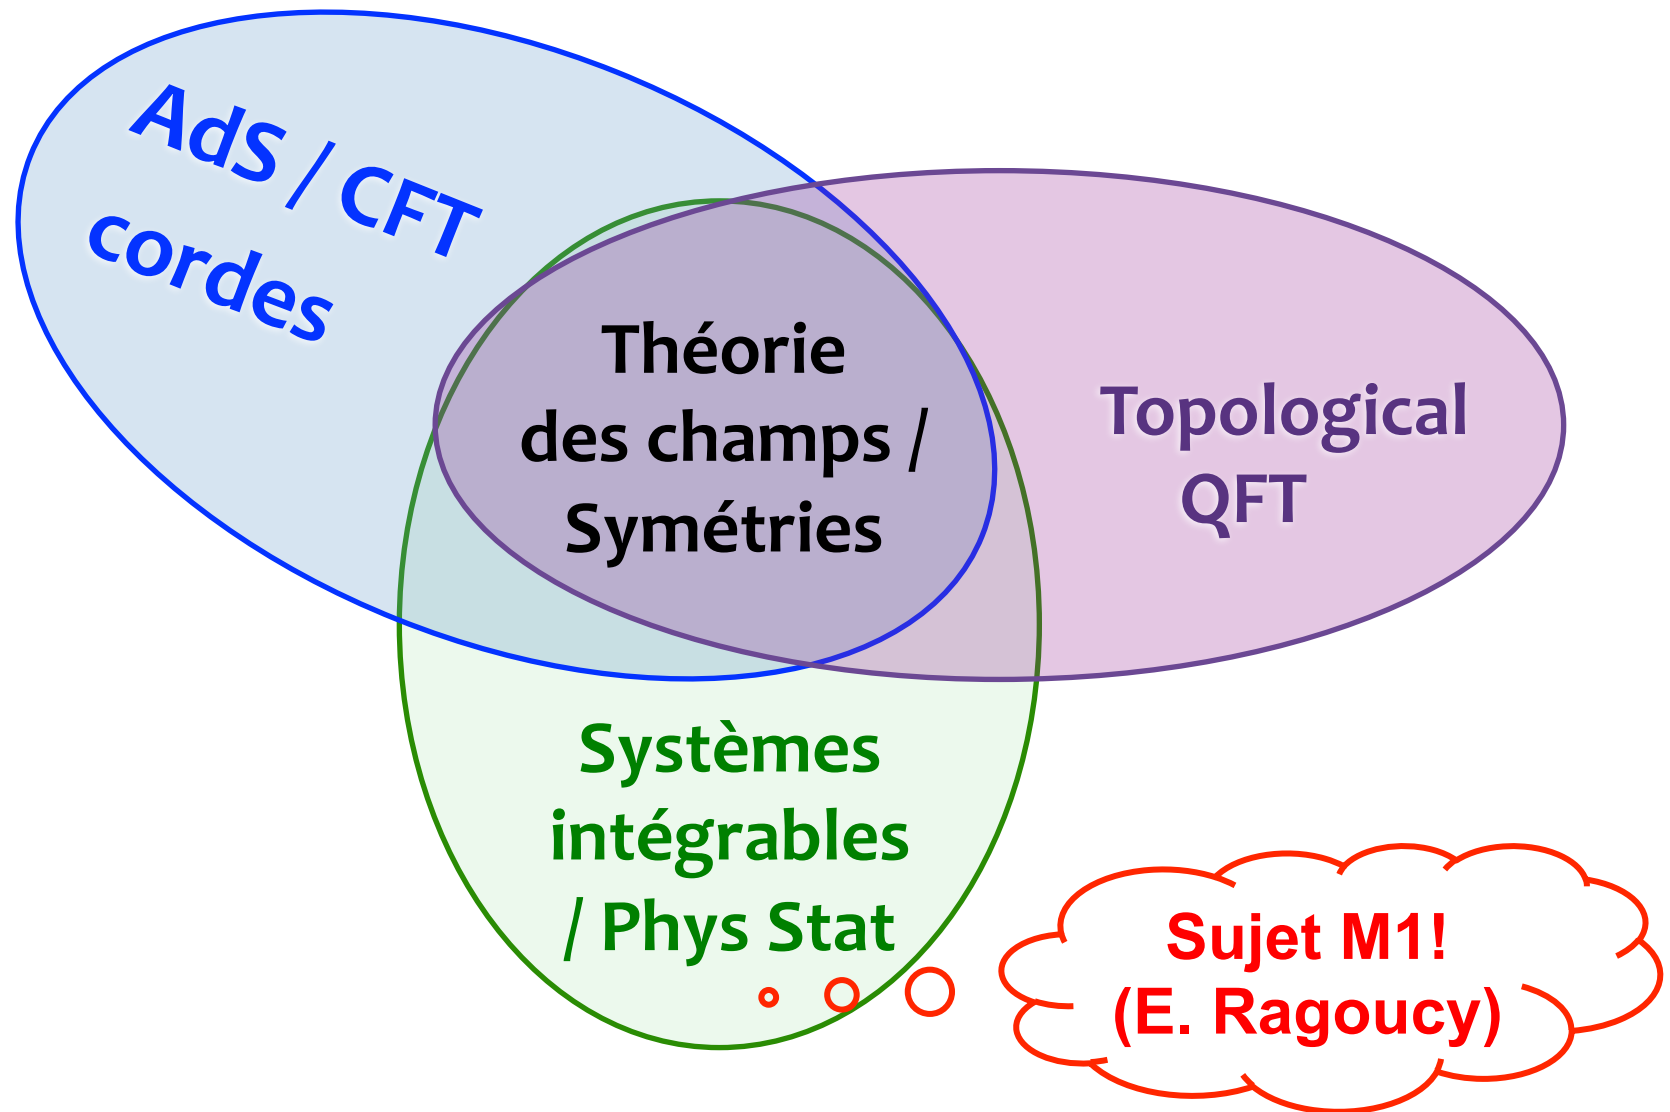 AdS / CFT
cordes
Théorie
des champs /
Symétries
Topological
QFT
Systèmes
intégrables
/ Phys Stat
Sujet M1!
(E. Ragoucy)